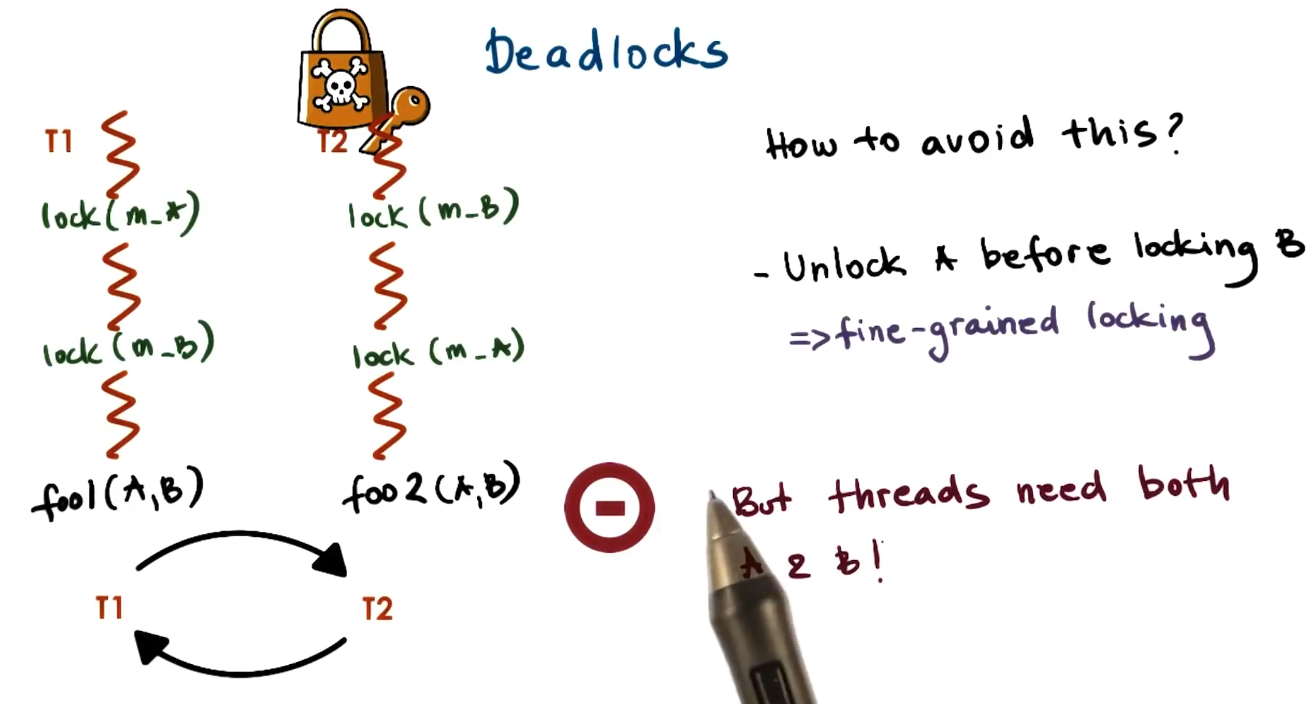 Deadlocks
T1
T2
lock(m_A)
lock (m_B)
lock (m_B)
lock (m_A)
foo1(A,B)
foo2(A,B)
T1
T2
How to avoid this?
- Unlock A before locking B
=> fine-grained locking
But threads need both
A & B!